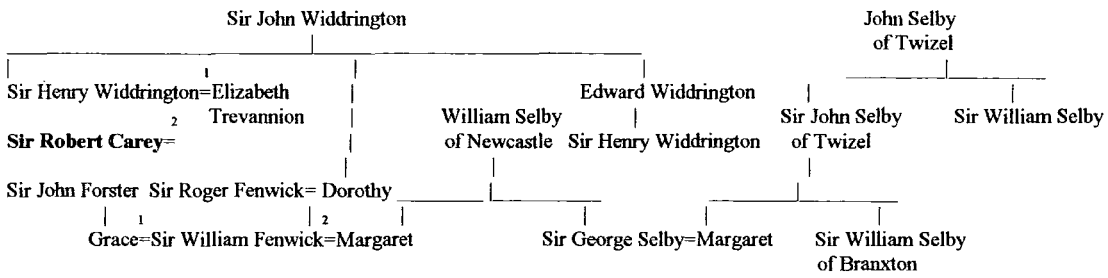 Sir John Widdrington John Selby
of Twizel
1
Sir Henry Widdrington=Elizabeth Edward Widdrington
Trevannion William Selby Sir John Selby Sir William Selby
2
Sir Robert Carey= of Newcastle Sir Henry Widdrington of Twizel
Sir John Forster Sir Roger Fenwick= Dorothy
1 2
Grace=Sir William Fenwick=Margaret Sir George Selby=Margaret Sir William Selby
of Branxton